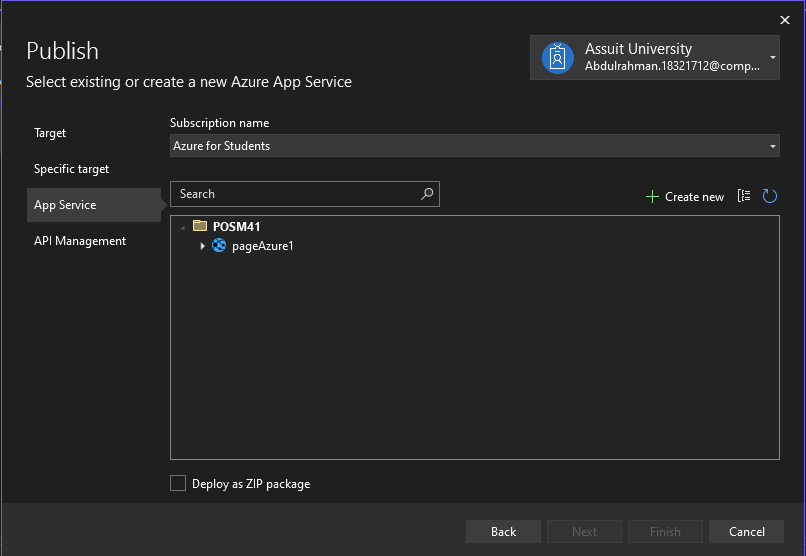 Publish
Select existing or create a new Azure App Service
Assuit University
Abdulrahman.18321712@comp...
Target
Specific target
App Service
API Management
Subscription name
Azure for Students
Search
Create new
POSM41
pageAzure1
Deploy as ZIP package
Back
Next
Finish
Cancel